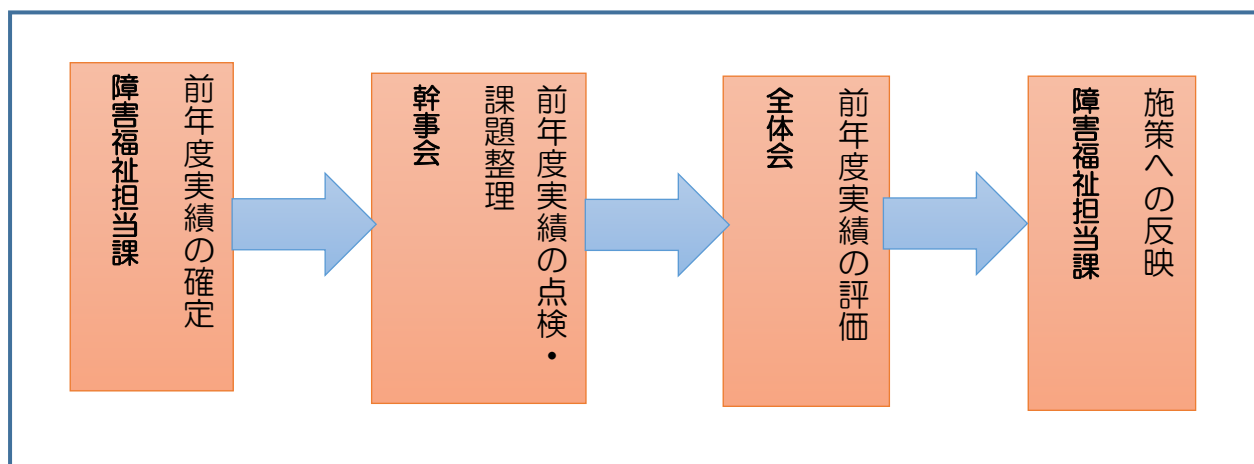 前年度実績の確定
障害福祉担当課
前年度実績の点検・
課題整理
幹事会
前年度実績の評価
全体会
施策への反映
障害福祉担当課